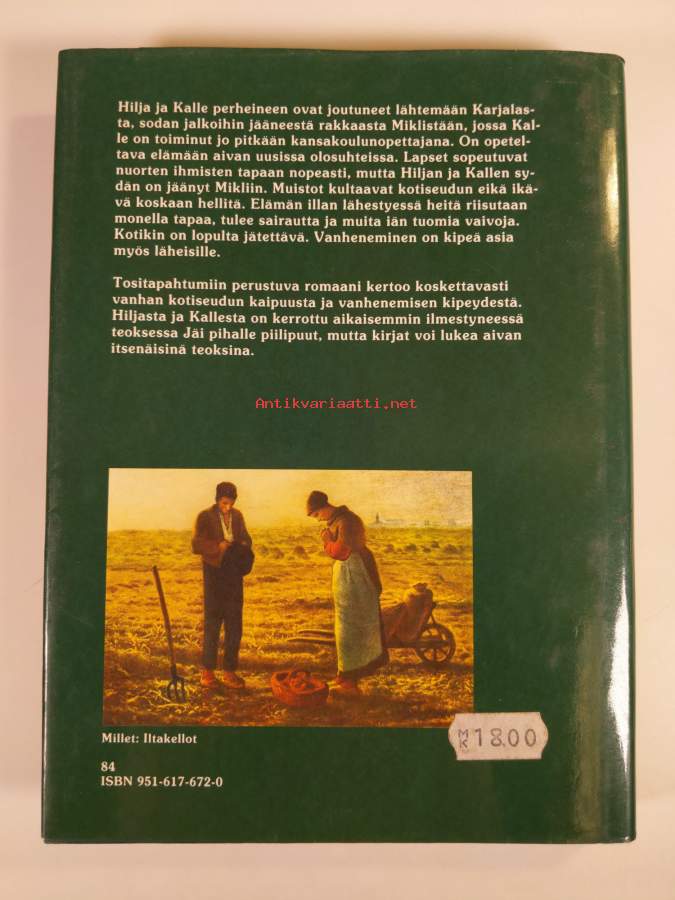 Hilja ja Kalle perheineen ovat joutuneet lähtemään Karjalas-
ta, sodan jalkoihin jääneestä rakkaasta Miklistään, jossa Kal-
le on toiminut jo pitkään kansakoulunopettajana. On opetel-
tava elämään aivan uusissa olosuhteissa. Lapset sopeutuvat
nuorten ihmisten tapaan nopeasti, mutta Hiljan ja Kallen sy-
dän on jäänyt Mikliin. Muistot kultaavat kotiseudun eikä ikä-
vä koskaan hellitä. Elämän illan lähestyessä heitä riisutaan
monella tapaa, tulee sairautta ja muita iän tuomia vaivoja.
Kotikin on lopulta jätettävä. Vanheneminen on kipeä asia
myös läheisille.
Tositapahtumiin perustuva romaani kertoo koskettavasti
vanhan kotiseudun kaipuusta ja vanhenemisen kipeydestä.
Hiljasta ja Kallesta on kerrottu aikaisemmin ilmestyneessä
teoksessa Jäi pihalle piilipuut, mutta kirjat voi lukea aivan
itsenäisinä teoksina.
Antikvariaatti.net
Millet: Iltakellot
MK 18.00
84
ISBN 951-617-672-0